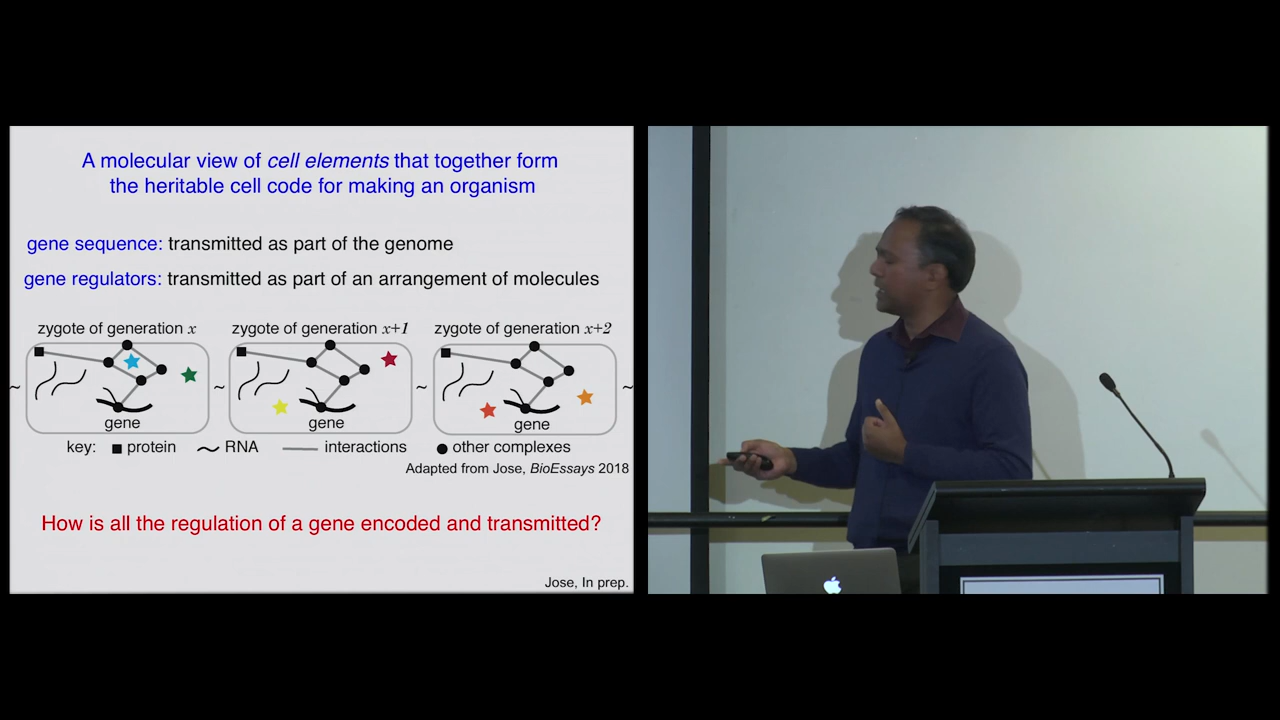 A molecular view of cell elements that together form
the heritable cell code for making an organism
gene sequence: transmitted as part of the genome
gene regulators: transmitted as part of an arrangement of molecules
zygote of generation x
zygote of generation x+1
zygote of generation x+2
~ ~ ~ ~
gene
gene
gene
key: protein RNA interactions other complexes
Adapted from Jose, BioEssays 2018
How is all the regulation of a gene encoded and transmitted?
Jose, In prep.